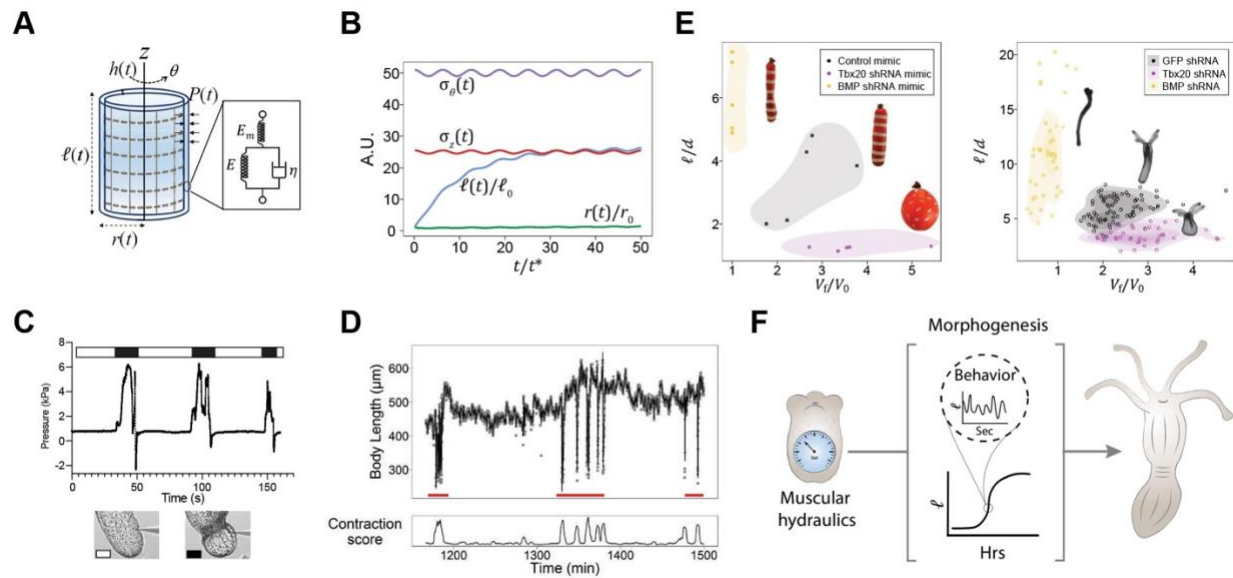 A
z
h(t)
θ
P(t)
ℓ(t)
r(t)
E_m
E
η
B
A.U.
50
40
30
20
10
0
σ_θ(t)
σ_z(t)
ℓ(t)/ℓ_0
r(t)/r_0
0 10 20 30 40 50
t/t*
C
Pressure (kPa)
8
6
4
2
0
-2
0 50 100 150
Time (s)
D
Body Length (μm)
600
500
400
300
Contraction
score
1200 1300 1400 1500
Time (min)
E
ℓ/d
6
4
2
Control mimic
Tbx20 shRNA mimic
BMP shRNA mimic
1 2 3 4 5
V_f/V_0
ℓ/d
20
15
10
5
GFP shRNA
Tbx20 shRNA
BMP shRNA
1 2 3 4
V_f/V_0
F
Morphogenesis
Behavior
ℓ
Sec
Muscular
hydraulics
ℓ
Hrs